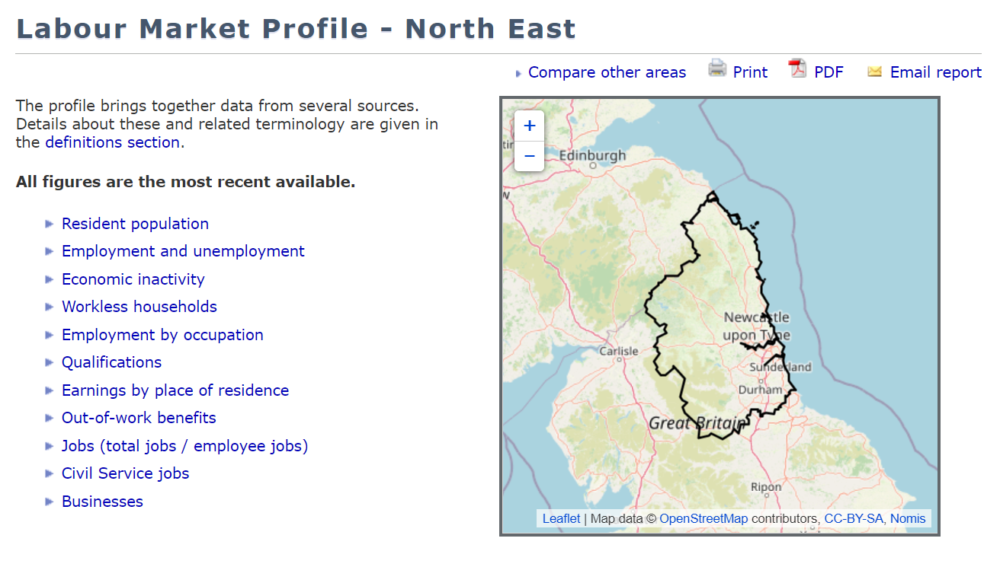 Labour Market Profile - North East
Compare other areas Print PDF Email report
The profile brings together data from several sources.
Details about these and related terminology are given in
the definitions section.
All figures are the most recent available.
Resident population
Employment and unemployment
Economic inactivity
Workless households
Employment by occupation
Qualifications
Earnings by place of residence
Out-of-work benefits
Jobs (total jobs / employee jobs)
Civil Service jobs
Businesses
+
−
Edinburgh
Newcastle
upon Tyne
Carlisle
Sunderland
Durham
Great Britain
Ripon
Leaflet | Map data © OpenStreetMap contributors, CC-BY-SA, Nomis